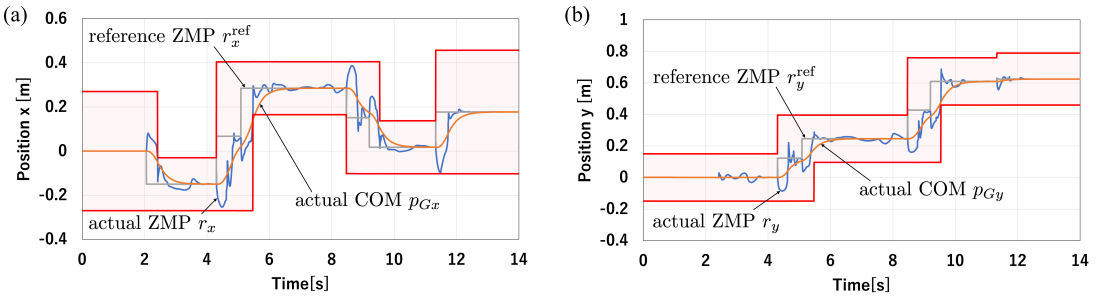 (a)
0.6
0.4
0.2
0
-0.2
-0.4
Position x [m]
reference ZMP r_x^ref
actual COM p_Gx
actual ZMP r_x
0 2 4 6 8 10 12 14
Time[s]
(b)
1
0.8
0.6
0.4
0.2
0
-0.2
-0.4
Position y [m]
reference ZMP r_y^ref
actual COM p_Gy
actual ZMP r_y
0 2 4 6 8 10 12 14
Time[s]